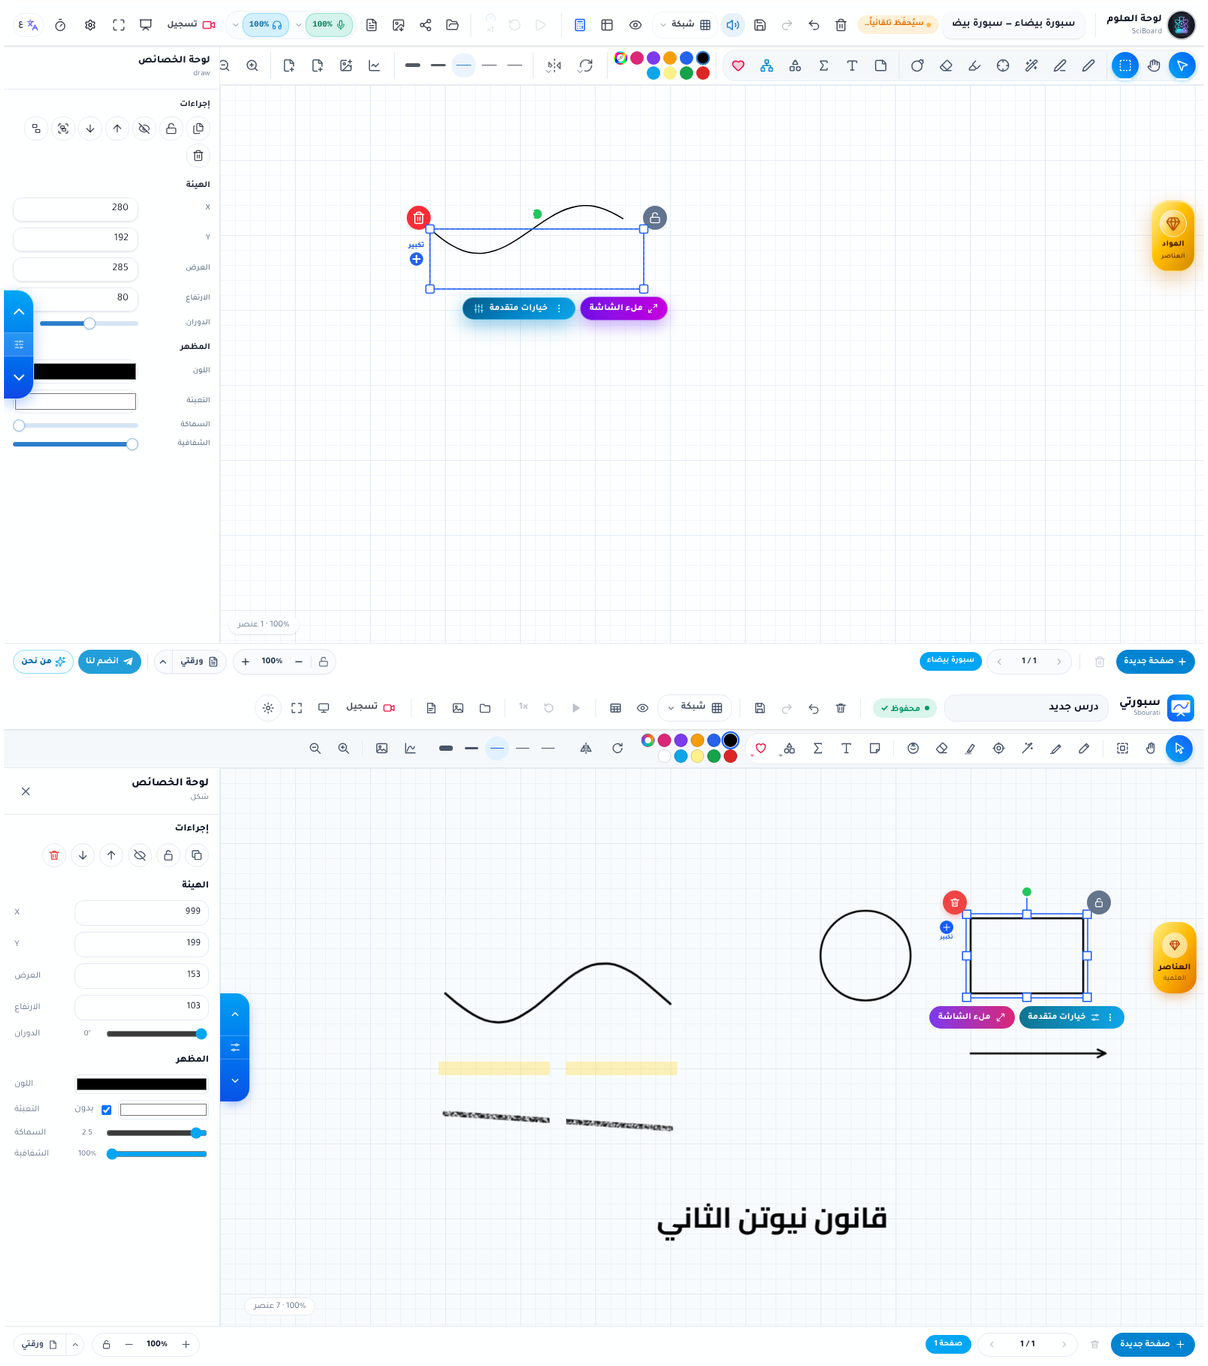 لوحة العلوم
SciBoard
سبورة بيضاء – سبورة بيض
سيُحفظ تلقائياً...
شبكة
100%
100%
تسجيل
ع
لوحة الخصائص
draw
إجراءات
الهيئة
X
280
Y
192
العرض
285
الارتفاع
80
الدوران
المظهر
اللون
التعبئة
السماكة
الشفافية
تكبير
خيارات متقدمة
ملء الشاشة
المواد
العناصر
100% · 1 عنصر
صفحة جديدة
1 / 1
سبورة بيضاء
100%
ورقتي
انضم لنا
من نحن
سبورتي
Sbourati
درس جديد
محفوظ
شبكة
1x
تسجيل
لوحة الخصائص
شكل
إجراءات
الهيئة
X
999
Y
199
العرض
153
الارتفاع
103
الدوران
0°
المظهر
اللون
التعبئة
بدون
السماكة
2.5
الشفافية
100%
تكبير
خيارات متقدمة
ملء الشاشة
العناصر
العلمية
قانون نيوتن الثاني
100% · 7 عنصر
صفحة جديدة
1 / 1
صفحة 1
100%
ورقتي